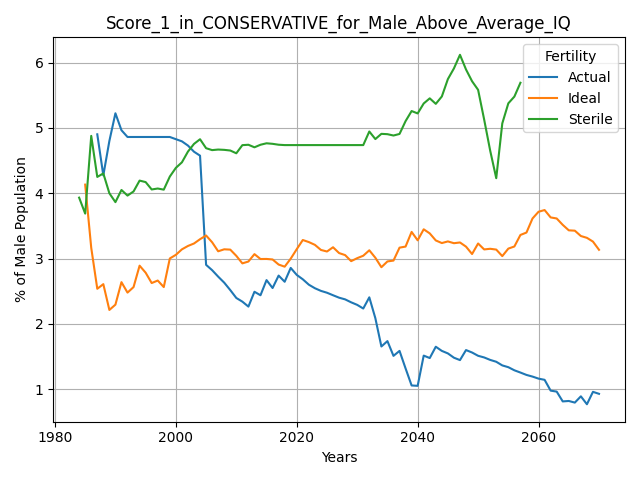 Score_1_in_CONSERVATIVE_for_Male_Above_Average_IQ
Fertility
Actual
Ideal
Sterile
% of Male Population
6
5
4
3
2
1
1980 2000 2020 2040 2060
Years